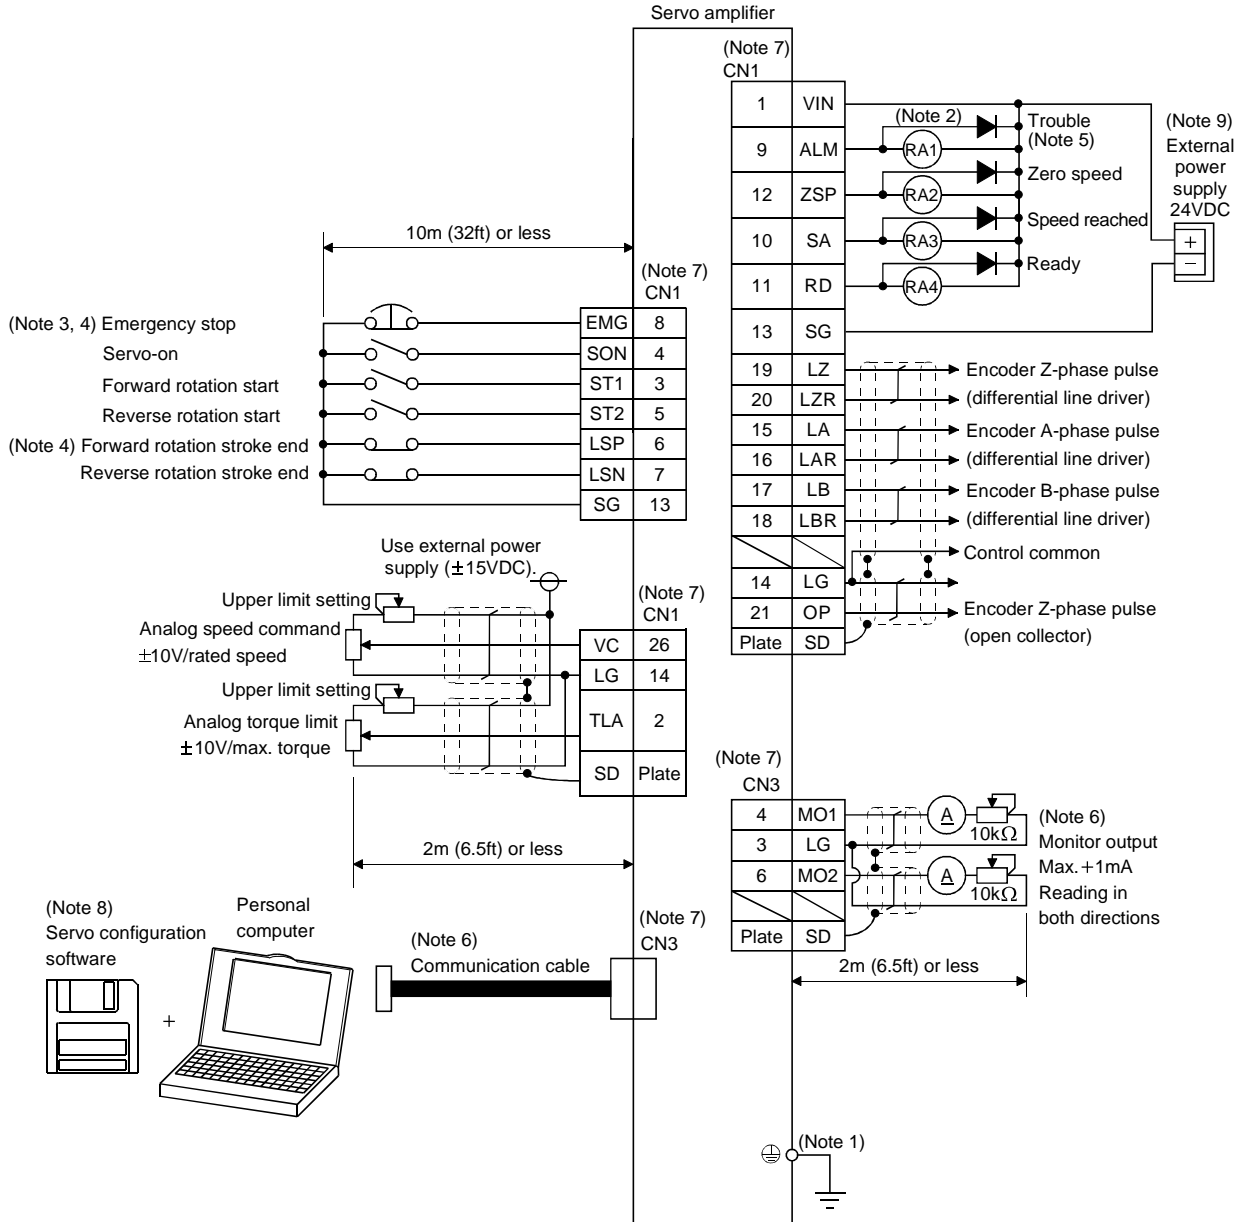 Servo amplifier
(Note 7)
CN1
1 VIN
9 ALM
12 ZSP
10 SA
11 RD
13 SG
19 LZ
20 LZR
15 LA
16 LAR
17 LB
18 LBR
14 LG
21 OP
Plate SD
(Note 2)
RA1
RA2
RA3
RA4
Trouble
(Note 5)
Zero speed
Speed reached
Ready
(Note 9)
External
power
supply
24VDC
+
−
Encoder Z-phase pulse
(differential line driver)
Encoder A-phase pulse
(differential line driver)
Encoder B-phase pulse
(differential line driver)
Control common
Encoder Z-phase pulse
(open collector)
10m (32ft) or less
(Note 7)
CN1
(Note 3, 4) Emergency stop
Servo-on
Forward rotation start
Reverse rotation start
(Note 4) Forward rotation stroke end
Reverse rotation stroke end
EMG 8
SON 4
ST1 3
ST2 5
LSP 6
LSN 7
SG 13
Use external power
supply (±15VDC).
(Note 7)
CN1
Upper limit setting
Analog speed command
±10V/rated speed
Upper limit setting
Analog torque limit
±10V/max. torque
VC 26
LG 14
TLA 2
SD Plate
2m (6.5ft) or less
(Note 7)
CN3
4 MO1
3 LG
6 MO2
Plate SD
A
10kΩ
A
10kΩ
(Note 6)
Monitor output
Max.+1mA
Reading in
both directions
2m (6.5ft) or less
(Note 8)
Servo configuration
software
+
Personal
computer
(Note 6)
Communication cable
(Note 7)
CN3
(Note 1)